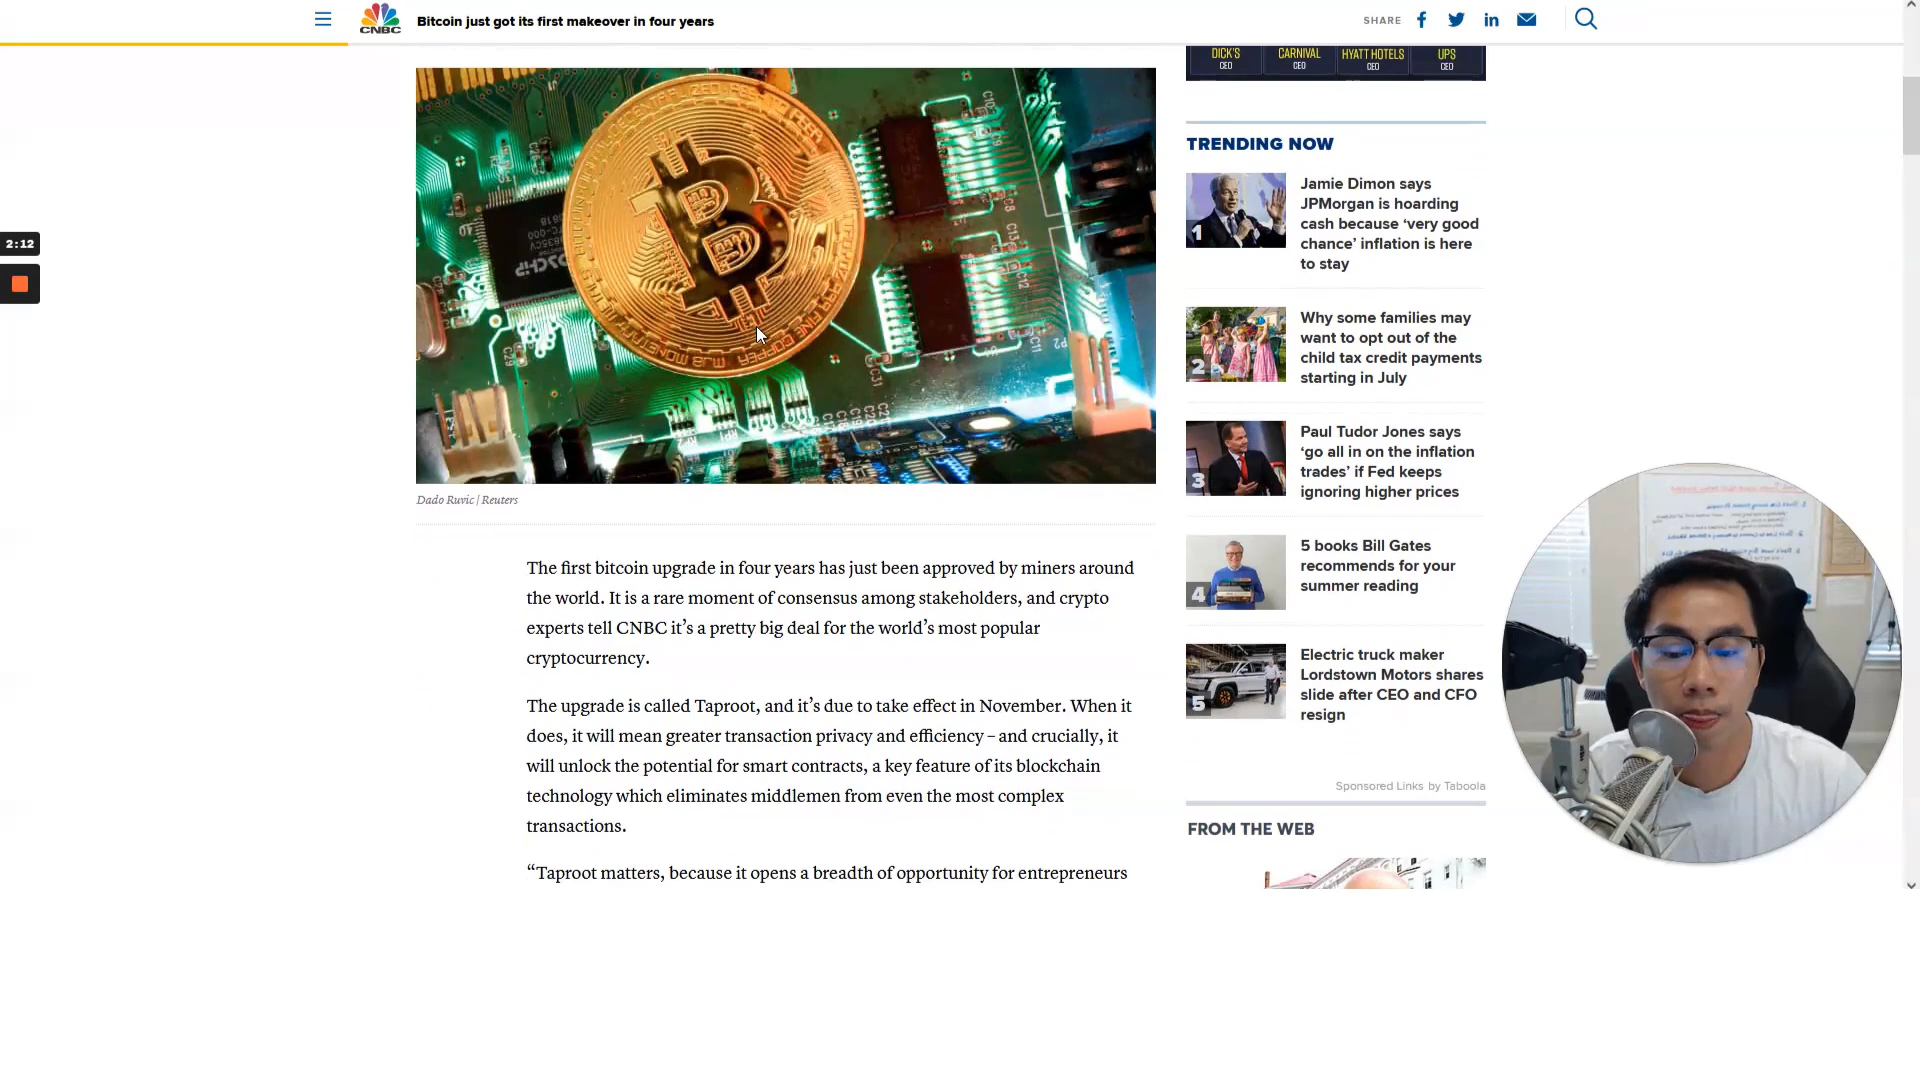 CNBC
Bitcoin just got its first makeover in four years
SHARE
DICK'S
CEO
CARNIVAL
CEO
HYATT HOTELS
CEO
UPS
CEO
2:12
Dado Ruvic | Reuters
The first bitcoin upgrade in four years has just been approved by miners around
the world. It is a rare moment of consensus among stakeholders, and crypto
experts tell CNBC it’s a pretty big deal for the world’s most popular
cryptocurrency.
The upgrade is called Taproot, and it’s due to take effect in November. When it
does, it will mean greater transaction privacy and efficiency – and crucially, it
will unlock the potential for smart contracts, a key feature of its blockchain
technology which eliminates middlemen from even the most complex
transactions.
“Taproot matters, because it opens a breadth of opportunity for entrepreneurs
TRENDING NOW
1
Jamie Dimon says
JPMorgan is hoarding
cash because ‘very good
chance’ inflation is here
to stay
2
Why some families may
want to opt out of the
child tax credit payments
starting in July
3
Paul Tudor Jones says
‘go all in on the inflation
trades’ if Fed keeps
ignoring higher prices
4
5 books Bill Gates
recommends for your
summer reading
5
Electric truck maker
Lordstown Motors shares
slide after CEO and CFO
resign
Sponsored Links by Taboola
FROM THE WEB